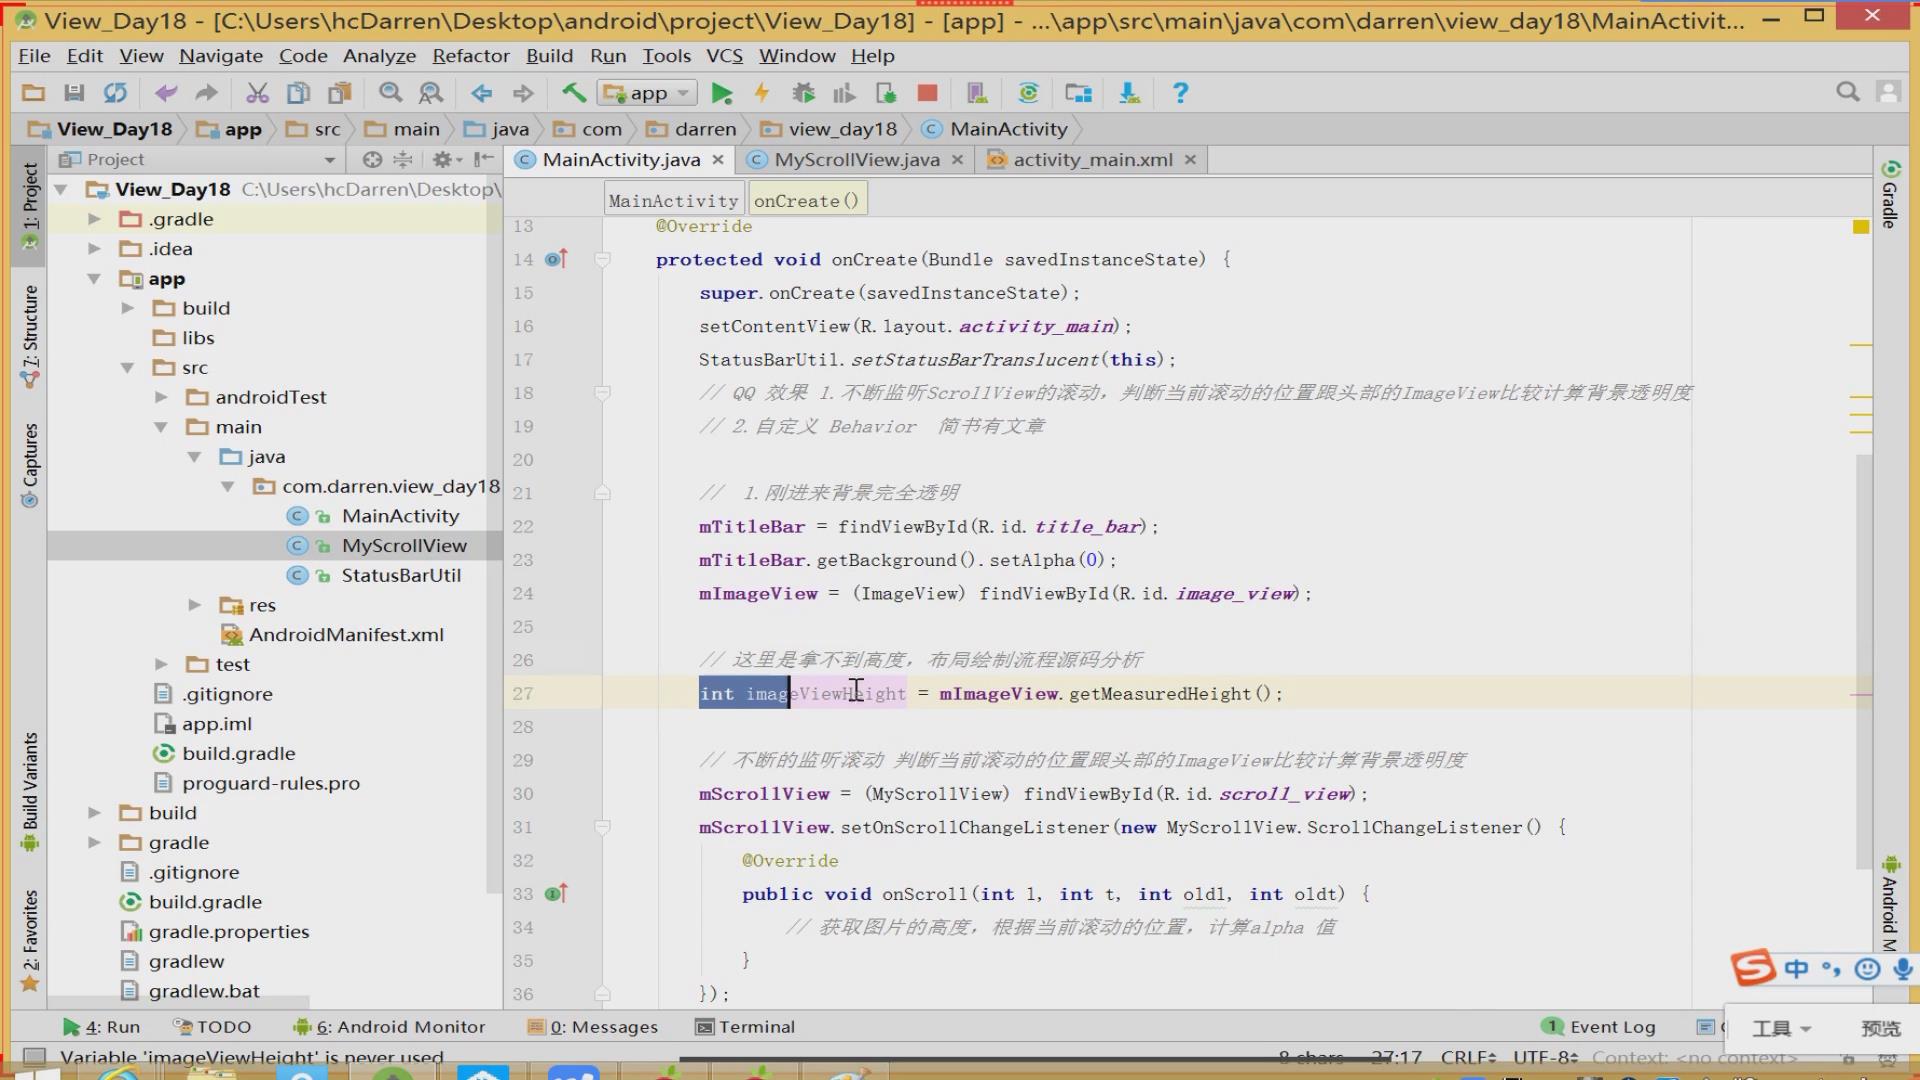 View_Day18 - [C:\Users\hcDarren\Desktop\android\project\View_Day18] - [app] - ...\app\src\main\java\com\darren\view_day18\MainActivit...
File Edit View Navigate Code Analyze Refactor Build Run Tools VCS Window Help
app
View_Day18 app src main java com darren view_day18 MainActivity
Project
MainActivity.java MyScrollView.java activity_main.xml
MainActivity onCreate()
View_Day18 C:\Users\hcDarren\Desktop\
.gradle
.idea
app
build
libs
src
androidTest
main
java
com.darren.view_day18
MainActivity
MyScrollView
StatusBarUtil
res
AndroidManifest.xml
test
.gitignore
app.iml
build.gradle
proguard-rules.pro
build
gradle
.gitignore
build.gradle
gradle.properties
gradlew
gradlew.bat
1: Project
7: Structure
Captures
Build Variants
2: Favorites
13 @Override
14 protected void onCreate(Bundle savedInstanceState) {
15 super.onCreate(savedInstanceState);
16 setContentView(R.layout.activity_main);
17 StatusBarUtil.setStatusBarTranslucent(this);
18 // QQ 效果 1.不断监听ScrollView的滚动，判断当前滚动的位置跟头部的ImageView比较计算背景透明度
19 // 2.自定义 Behavior 简书有文章
20
21 // 1.刚进来背景完全透明
22 mTitleBar = findViewById(R.id.title_bar);
23 mTitleBar.getBackground().setAlpha(0);
24 mImageView = (ImageView) findViewById(R.id.image_view);
25
26 // 这里是拿不到高度，布局绘制流程源码分析
27 int imageViewHeight = mImageView.getMeasuredHeight();
28
29 // 不断的监听滚动 判断当前滚动的位置跟头部的ImageView比较计算背景透明度
30 mScrollView = (MyScrollView) findViewById(R.id.scroll_view);
31 mScrollView.setOnScrollChangeListener(new MyScrollView.ScrollChangeListener() {
32 @Override
33 public void onScroll(int l, int t, int oldl, int oldt) {
34 // 获取图片的高度，根据当前滚动的位置，计算alpha 值
35 }
36 });
Gradle
Android M
中
工具 预览
4: Run TODO 6: Android Monitor 0: Messages Terminal 1 Event Log
Variable 'imageViewHeight' is never used 8 chars 27:17 CRLF UTF-8 Context: <no context>